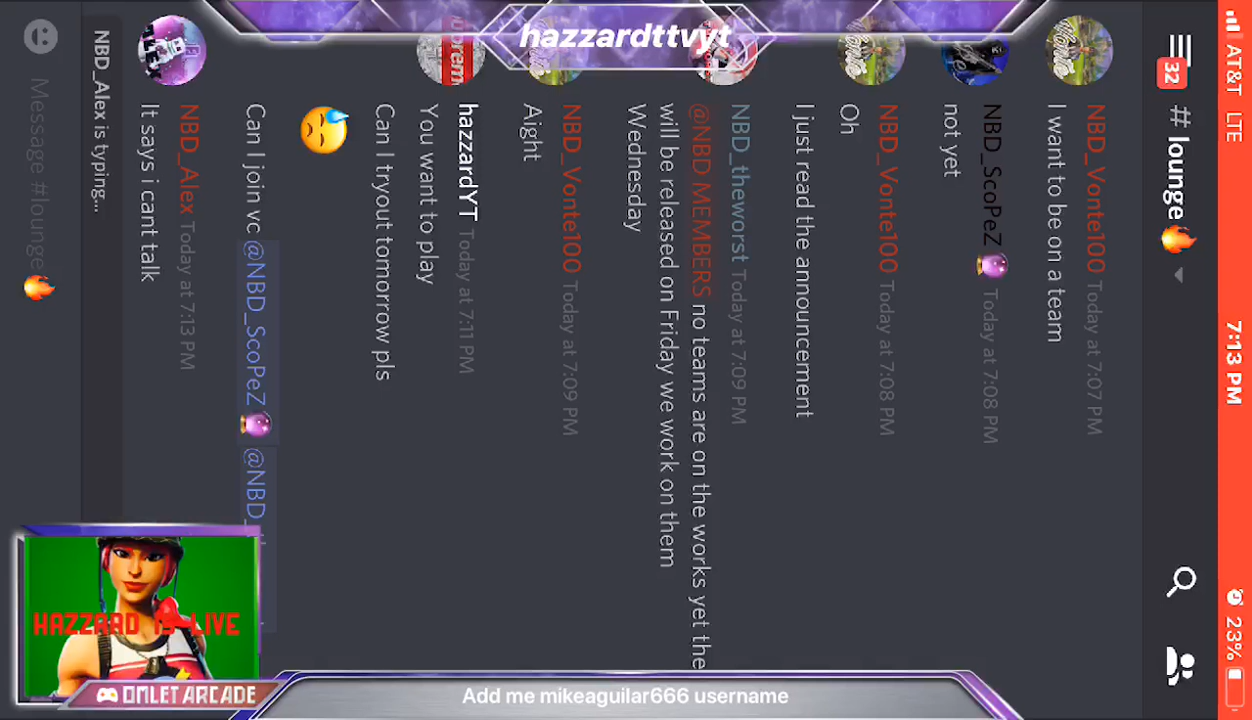 AT&T LTE 7:13 PM 23%
32
# lounge
NBD_Vonte100 Today at 7:07 PM
I want to be on a team
NBD_ScoPeZ Today at 7:08 PM
not yet
NBD_Vonte100 Today at 7:08 PM
Oh
I just read the announcement
NBD_theworst Today at 7:09 PM
@NBD MEMBERS no teams are on the works yet the
will be released on Friday we work on them
Wednesday
NBD_Vonte100 Today at 7:09 PM
Aight
hazzardYT Today at 7:11 PM
You want to play
Can I tryout tomorrow pls
Can I join vc @NBD_ScoPeZ @NBD_
NBD_Alex Today at 7:13 PM
It says i cant talk
NBD_Alex is typing...
Message #lounge
hazzardttvyt
HAZZARD IS LIVE
OMLET ARCADE
Add me mikeaguilar666 username